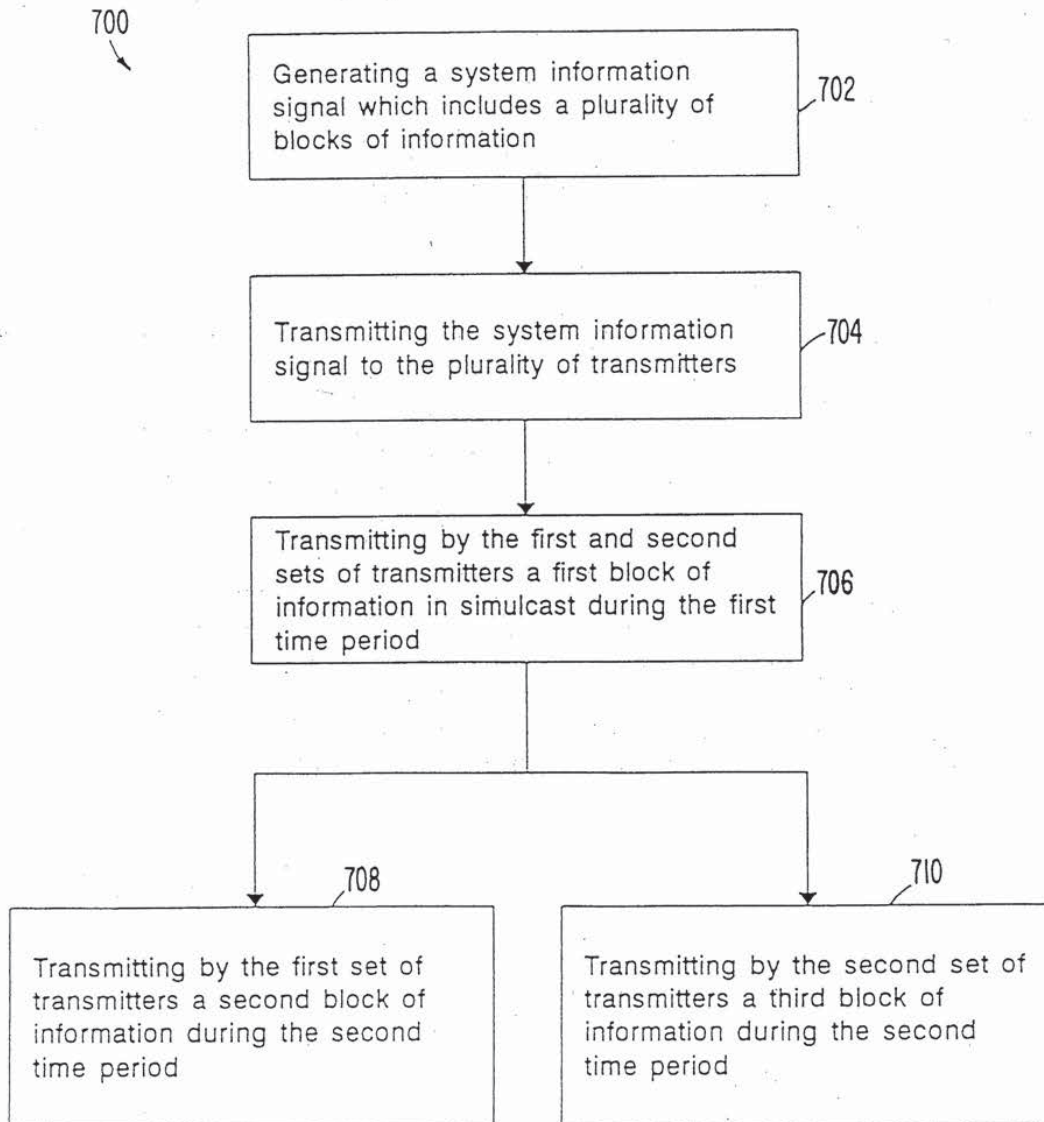 700
Generating a system information
signal which includes a plurality of
blocks of information
702
Transmitting the system information
signal to the plurality of transmitters
704
Transmitting by the first and second
sets of transmitters a first block of
information in simulcast during the first
time period
706
708
Transmitting by the first set of
transmitters a second block of
information during the second
time period
710
Transmitting by the second set of
transmitters a third block of
information during the second
time period